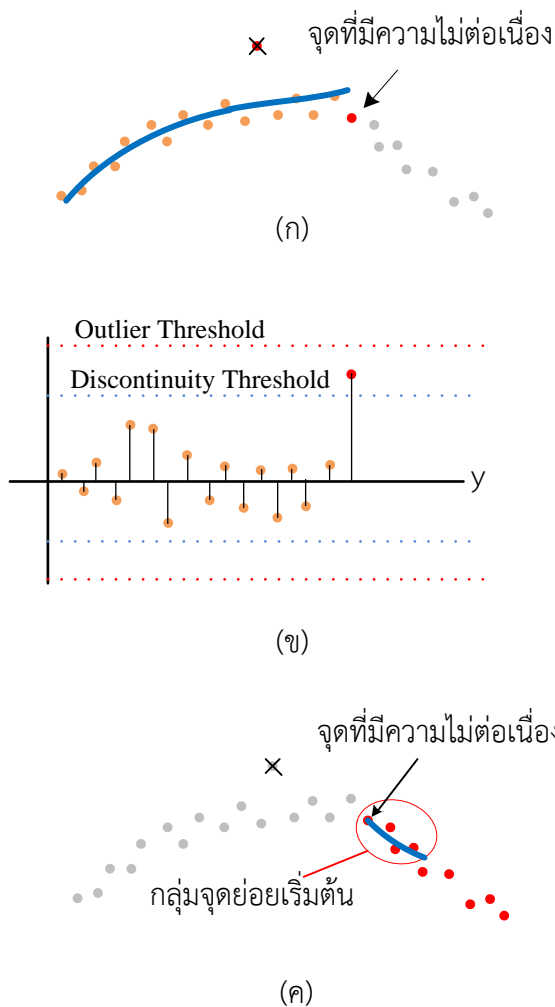 จุดที่มีความไม่ต่อเนื่อง
(ก)
Outlier Threshold
Discontinuity Threshold
y
(ข)
จุดที่มีความไม่ต่อเนื่อง
กลุ่มจุดย่อยเริ่มต้น
(ค)